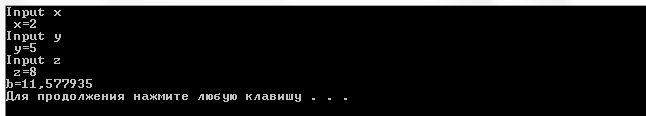 Input x
x=2
Input y
y=5
Input z
z=8
b=11,577935
Для продолжения нажмите любую клавишу . . .